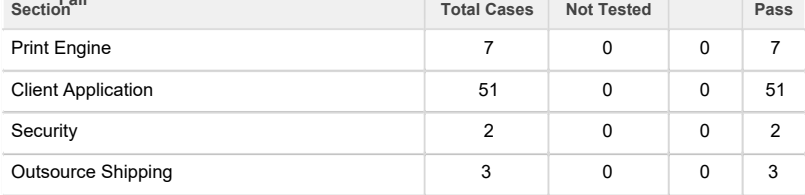 Section Fail Total Cases Not Tested Pass
Print Engine 7 0 0 7
Client Application 51 0 0 51
Security 2 0 0 2
Outsource Shipping 3 0 0 3